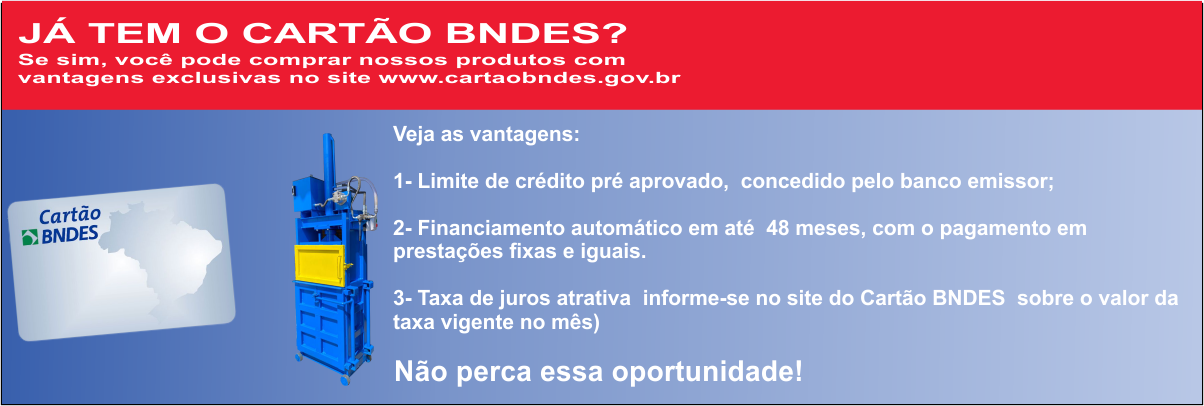 JÁ TEM O CARTÃO BNDES?
Se sim, você pode comprar nossos produtos com
vantagens exclusivas no site www.cartaobndes.gov.br
Veja as vantagens:
1- Limite de crédito pré aprovado,  concedido pelo banco emissor;
2- Financiamento automático em até  48 meses, com o pagamento em
prestações fixas e iguais.
3- Taxa de juros atrativa  informe-se no site do Cartão BNDES  sobre o valor da
taxa vigente no mês)
Não perca essa oportunidade!
Cartão
BNDES